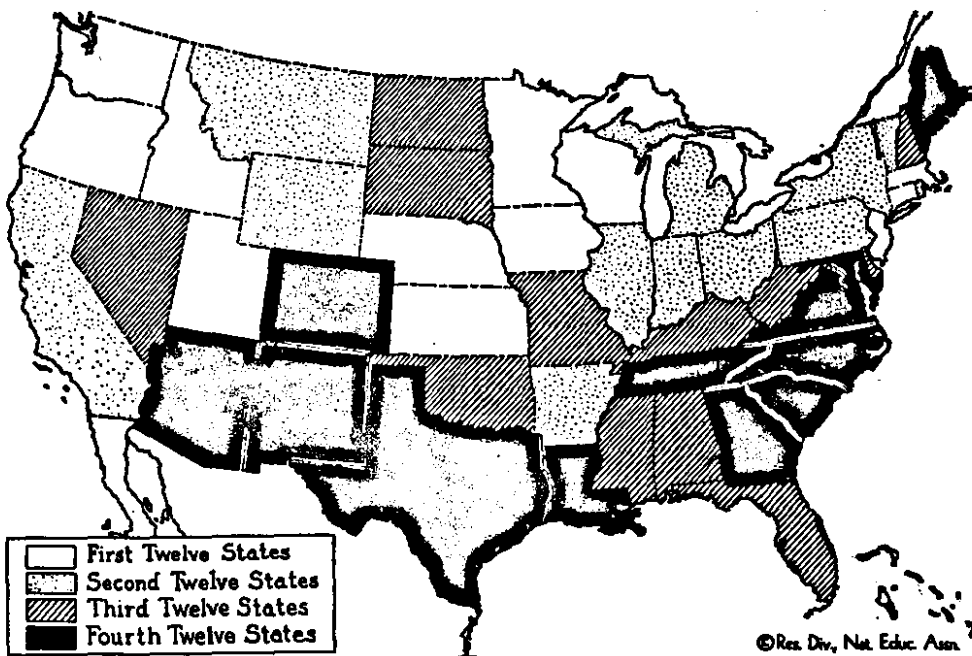 First Twelve States
Second Twelve States
Third Twelve States
Fourth Twelve States
©Res. Div., Nat. Educ. Assn.